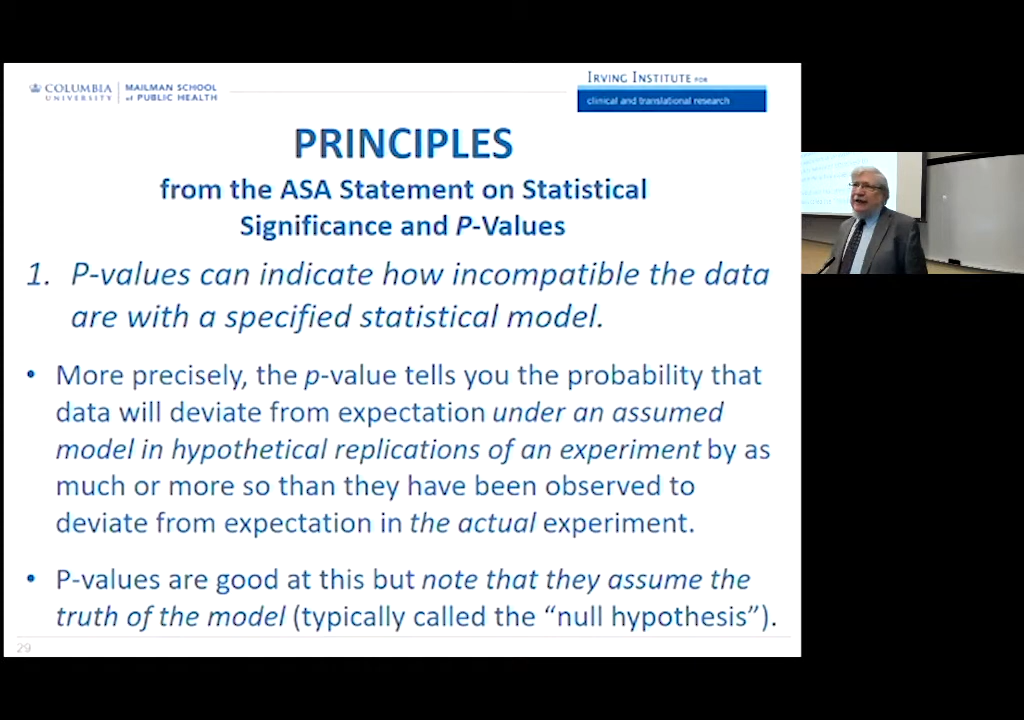 COLUMBIA UNIVERSITY
MAILMAN SCHOOL of PUBLIC HEALTH
IRVING INSTITUTE FOR
clinical and translational research
PRINCIPLES
from the ASA Statement on Statistical
Significance and P-Values
1. P-values can indicate how incompatible the data
are with a specified statistical model.
• More precisely, the p-value tells you the probability that
data will deviate from expectation under an assumed
model in hypothetical replications of an experiment by as
much or more so than they have been observed to
deviate from expectation in the actual experiment.
• P-values are good at this but note that they assume the
truth of the model (typically called the “null hypothesis”).
29